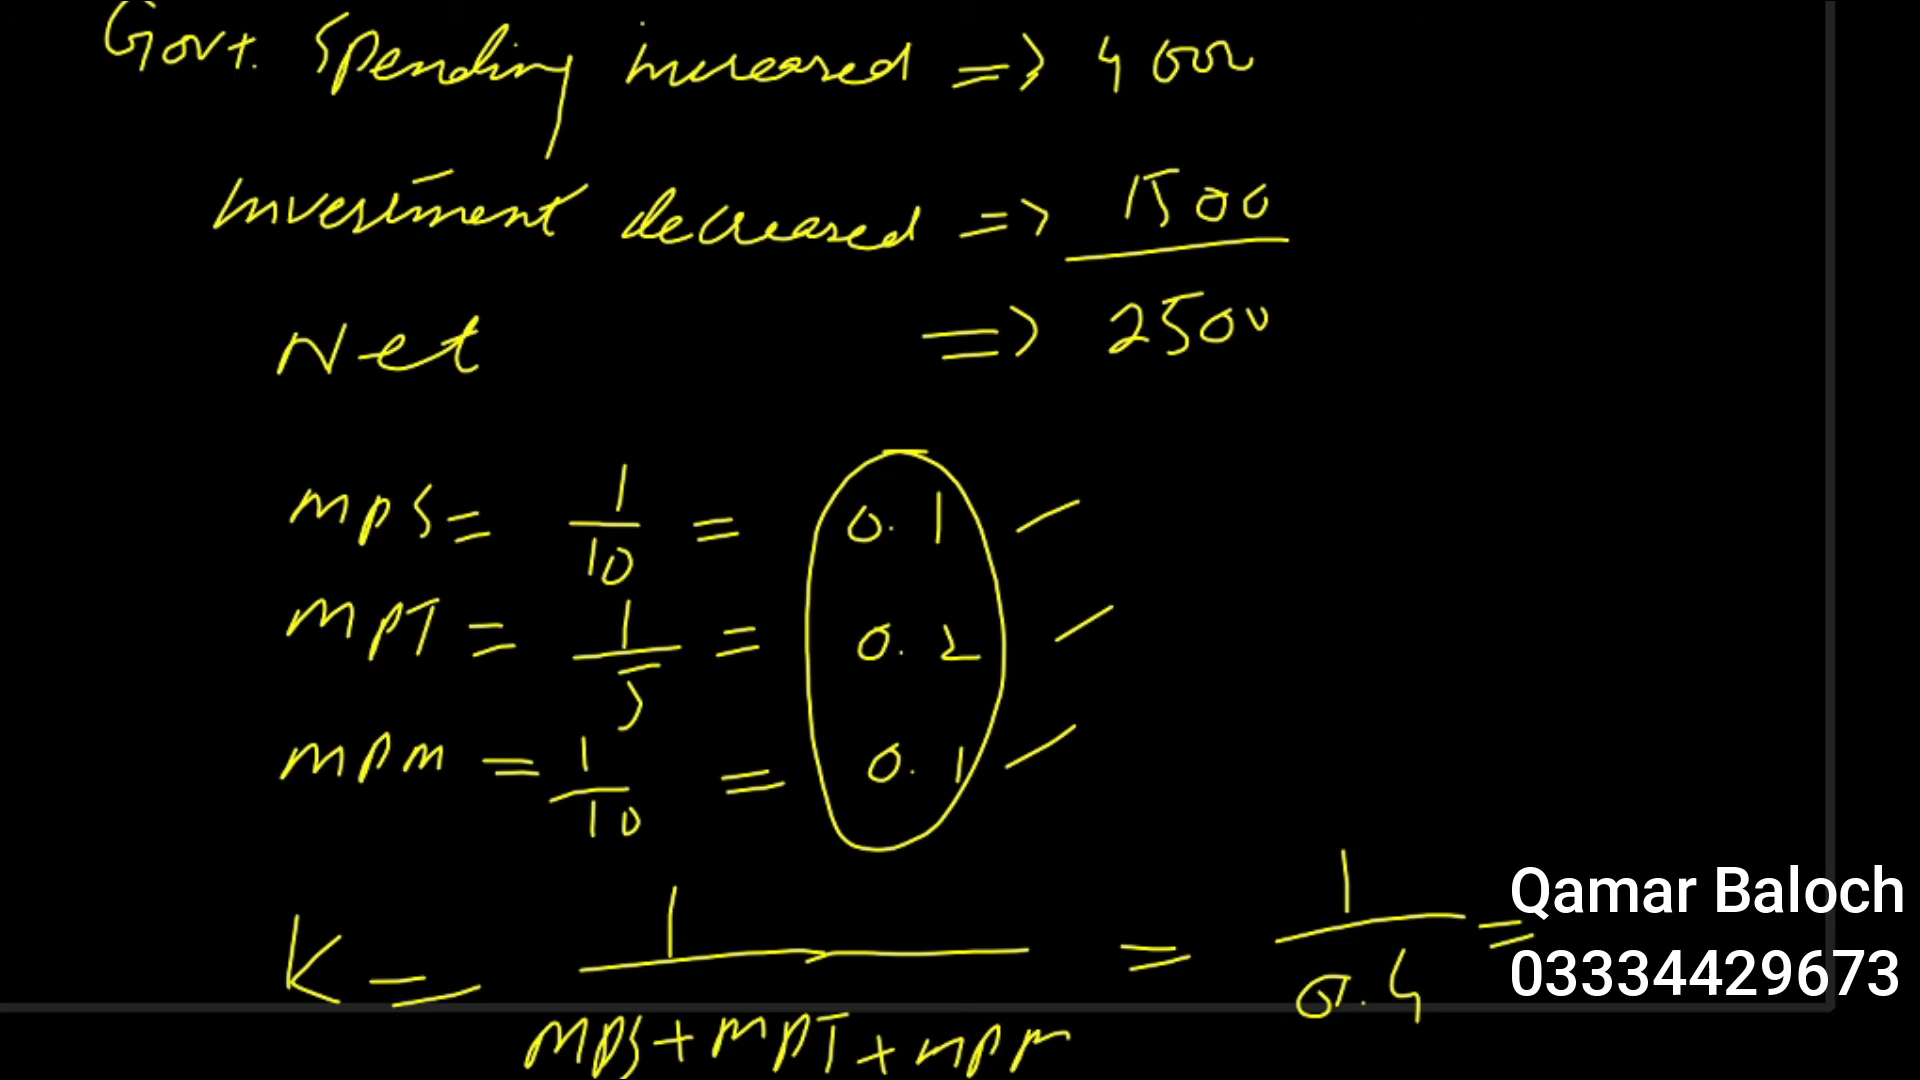 Govt. Spending increased => 4000
Investment decreased => 1500
Net => 2500
MPS = 1/10 = 0.1
MPT = 1/5 = 0.2
MPM = 1/10 = 0.1
K = 1/MPS+MPT+MPM = 1/0.4 =
Qamar Baloch
03334429673